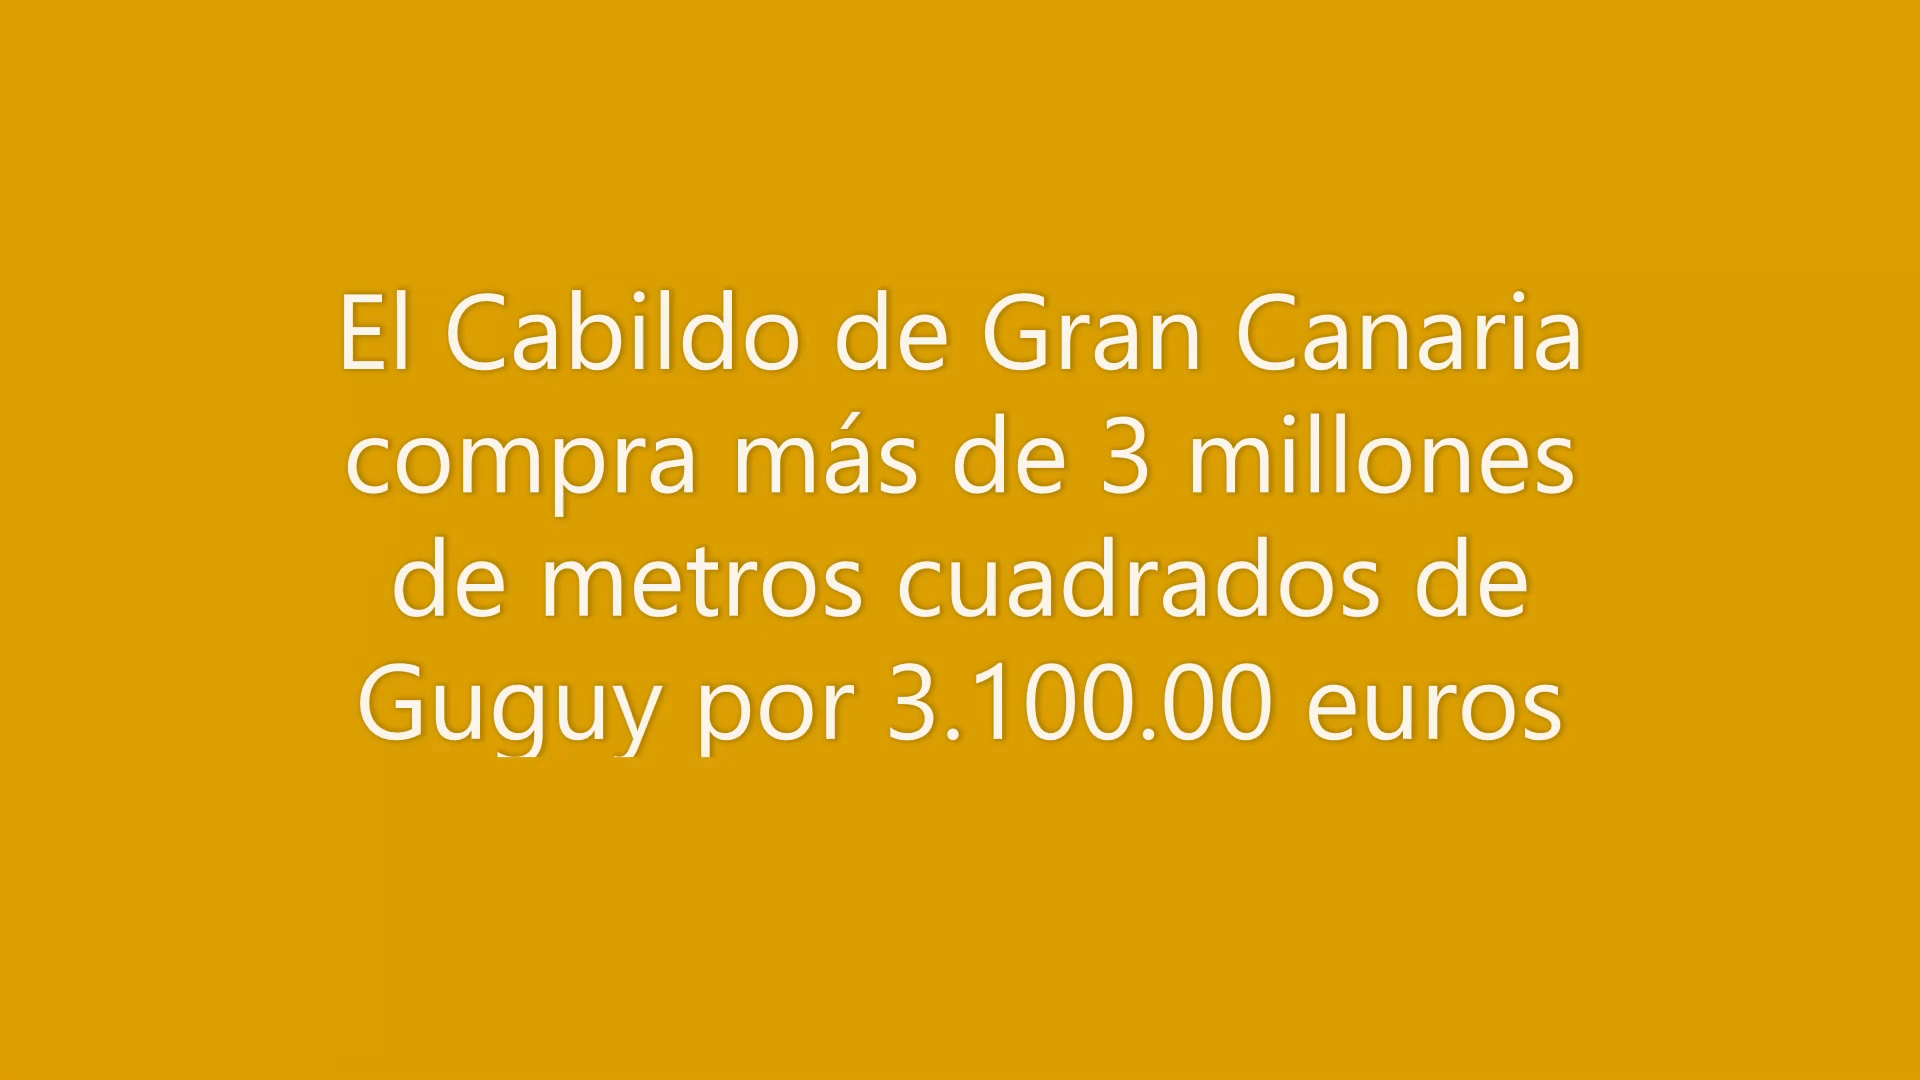 El Cabildo de Gran Canaria
compra más de 3 millones
de metros cuadrados de
Guguy por 3.100.00 euros